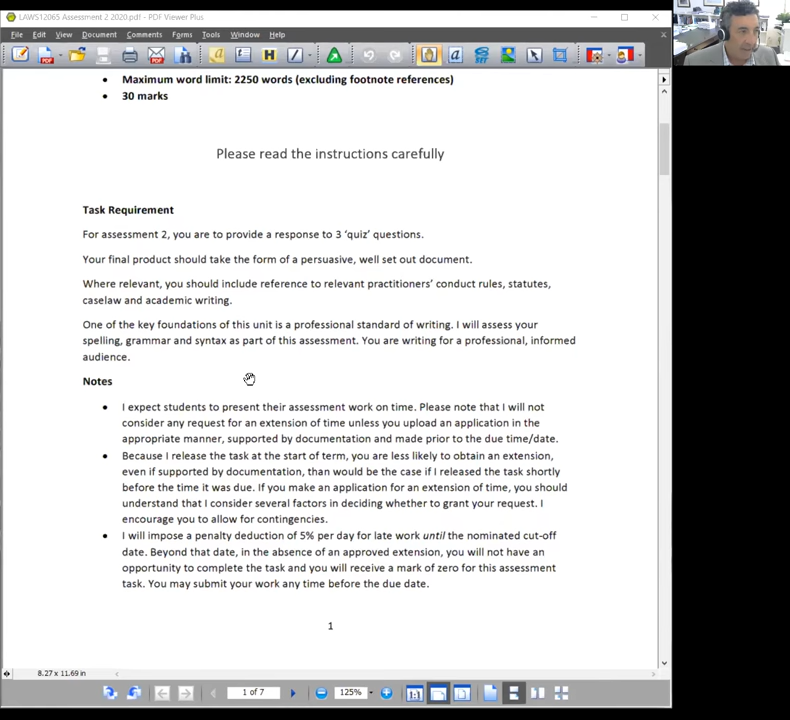 LAWS12065 Assessment 2 2020.pdf - PDF Viewer Plus
File Edit View Document Comments Forms Tools Window Help
• Maximum word limit: 2250 words (excluding footnote references)
• 30 marks
Please read the instructions carefully
Task Requirement
For assessment 2, you are to provide a response to 3 ‘quiz’ questions.
Your final product should take the form of a persuasive, well set out document.
Where relevant, you should include reference to relevant practitioners’ conduct rules, statutes,
caselaw and academic writing.
One of the key foundations of this unit is a professional standard of writing. I will assess your
spelling, grammar and syntax as part of this assessment. You are writing for a professional, informed
audience.
Notes
• I expect students to present their assessment work on time. Please note that I will not
consider any request for an extension of time unless you upload an application in the
appropriate manner, supported by documentation and made prior to the due time/date.
• Because I release the task at the start of term, you are less likely to obtain an extension,
even if supported by documentation, than would be the case if I released the task shortly
before the time it was due. If you make an application for an extension of time, you should
understand that I consider several factors in deciding whether to grant your request. I
encourage you to allow for contingencies.
• I will impose a penalty deduction of 5% per day for late work until the nominated cut-off
date. Beyond that date, in the absence of an approved extension, you will not have an
opportunity to complete the task and you will receive a mark of zero for this assessment
task. You may submit your work any time before the due date.
1
8.27 x 11.69 in
1 of 7 125% 1:1